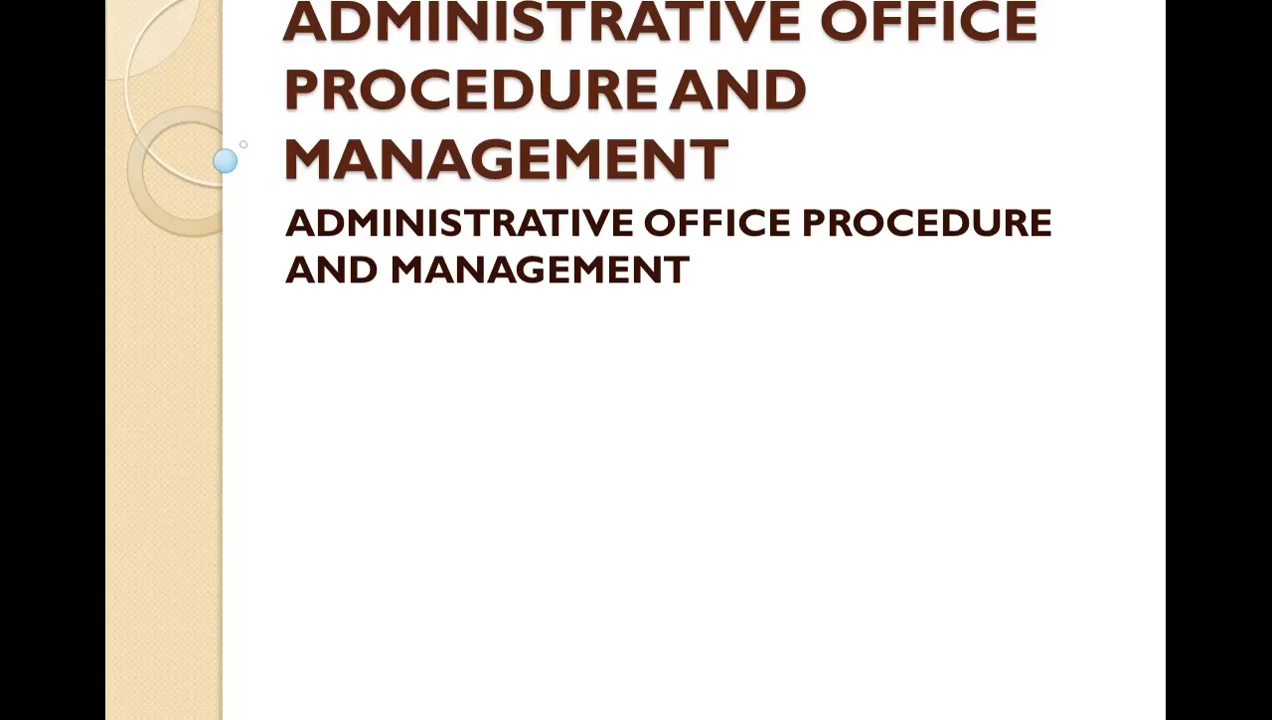 ADMINISTRATIVE OFFICE
PROCEDURE AND
MANAGEMENT
ADMINISTRATIVE OFFICE PROCEDURE
AND MANAGEMENT